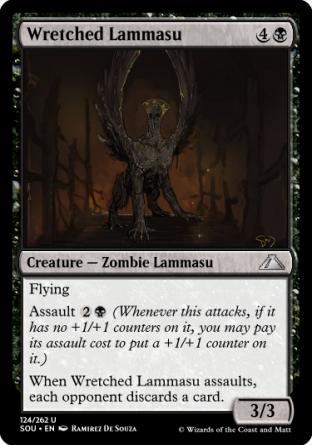 Wretched Lammasu 4
Creature — Zombie Lammasu
Flying
Assault 2 (Whenever this attacks, if it
has no +1/+1 counters on it, you may pay
its assault cost to put a +1/+1 counter on
it.)
When Wretched Lammasu assaults,
each opponent discards a card.
3/3
124/262 U
SOU • EN Ramirez De Souza
© Wizards of the Coast and Matt